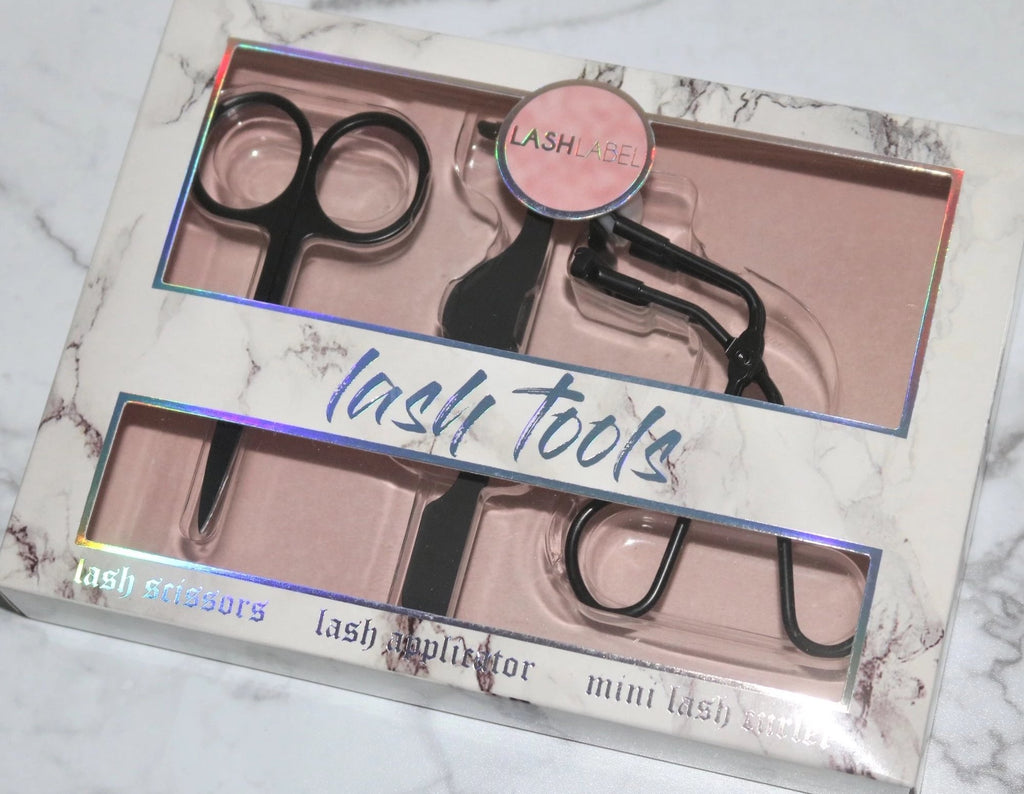 LASHLABEL
lash tools
lash scissors
lash applicator
mini lash curler